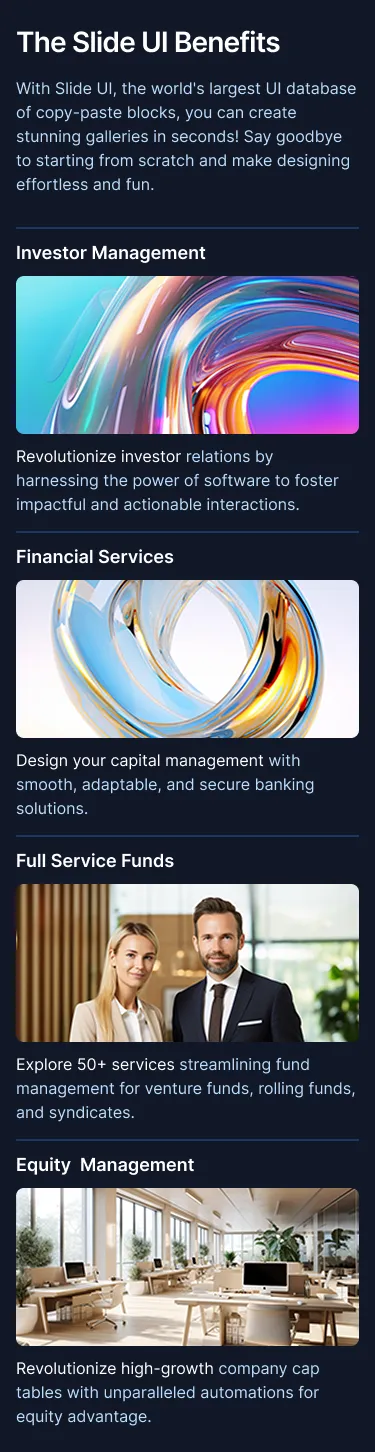 The Slide UI Benefits
With Slide UI, the world's largest UI database
of copy-paste blocks, you can create
stunning galleries in seconds! Say goodbye
to starting from scratch and make designing
effortless and fun.
Investor Management
Revolutionize investor relations by
harnessing the power of software to foster
impactful and actionable interactions.
Financial Services
Design your capital management with
smooth, adaptable, and secure banking
solutions.
Full Service Funds
Explore 50+ services streamlining fund
management for venture funds, rolling funds,
and syndicates.
Equity  Management
Revolutionize high-growth company cap
tables with unparalleled automations for
equity advantage.